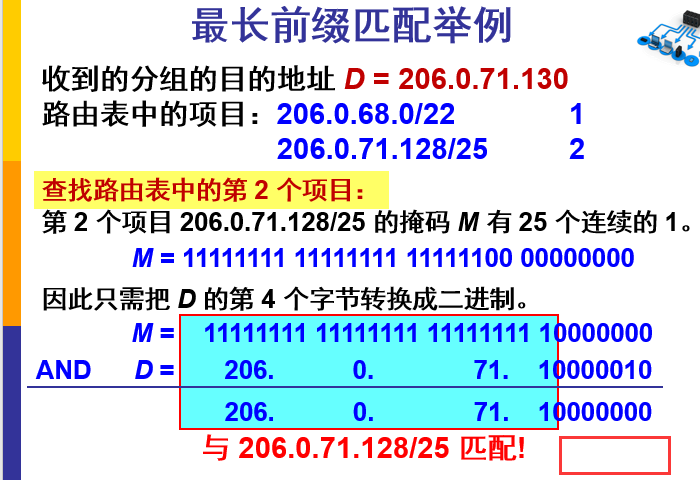 最长前缀匹配举例
收到的分组的目的地址 D = 206.0.71.130
路由表中的项目：206.0.68.0/22 1
206.0.71.128/25 2
查找路由表中的第 2 个项目：
第 2 个项目 206.0.71.128/25 的掩码 M 有 25 个连续的 1。
M = 11111111 11111111 11111100 00000000
因此只需把 D 的第 4 个字节转换成二进制。
M = 11111111 11111111 11111111 10000000
AND D = 206. 0. 71. 10000010
206. 0. 71. 10000000
与 206.0.71.128/25 匹配!